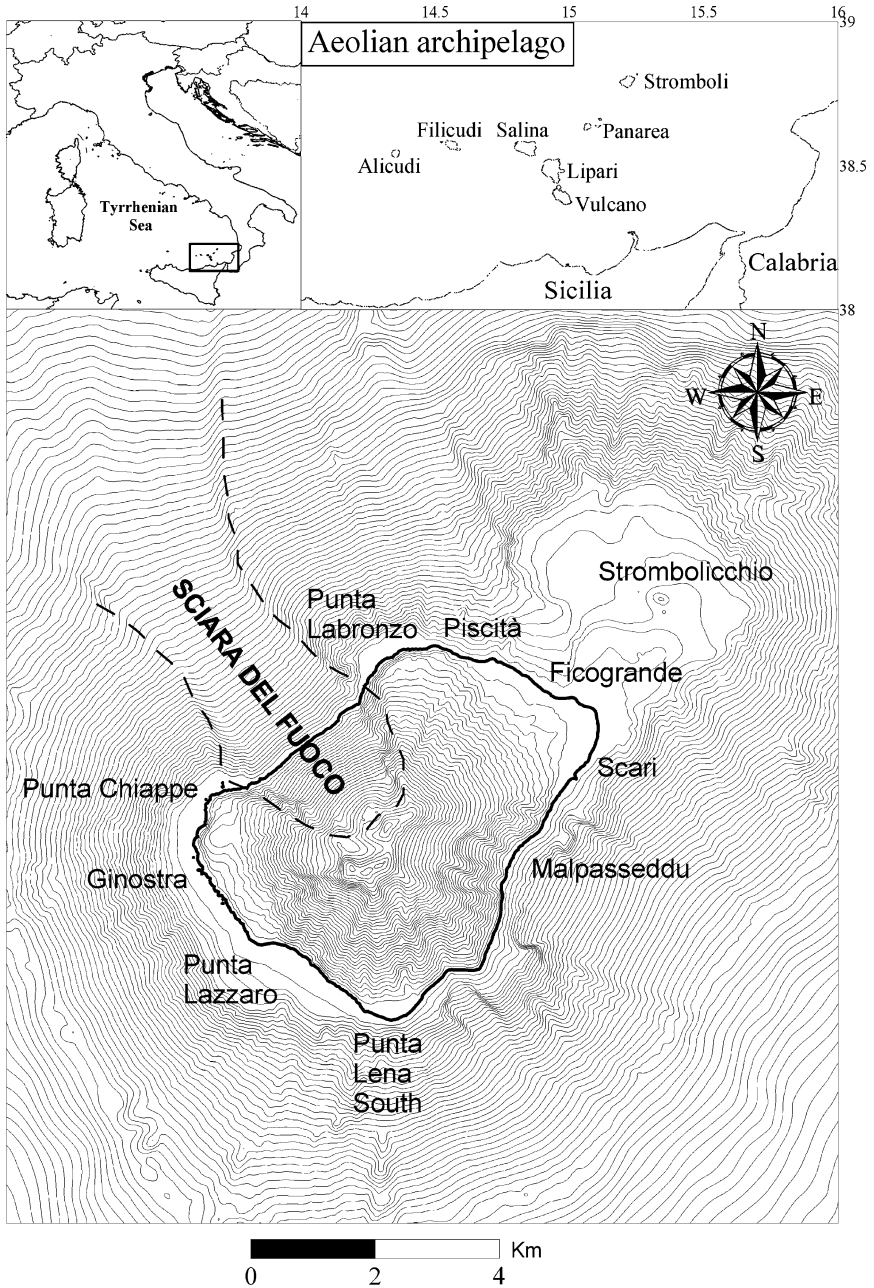 14
14.5
15
15.5
16
39
Aeolian archipelago
Stromboli
Filicudi
Salina
Panarea
Alicudi
Lipari
38.5
Vulcano
Tyrrhenian
Sea
Calabria
Sicilia
38
N
W
E
S
Strombolicchio
SCIARA DEL FUOCO
Punta
Labronzo
Piscità
Ficogrande
Scari
Punta Chiappe
Malpasseddu
Ginostra
Punta
Lazzaro
Punta
Lena
South
Km
0
2
4